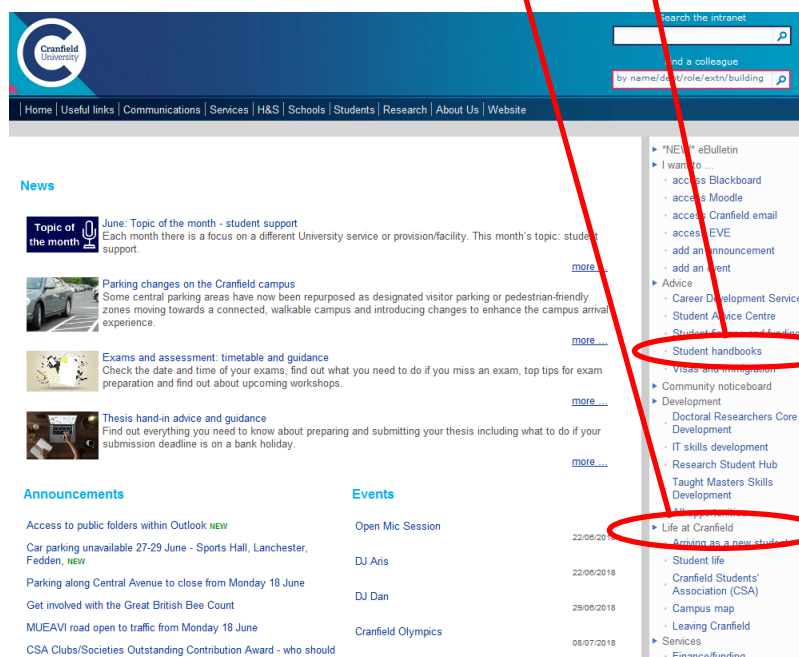 Search the intranet
Cranfield
University
Find a colleague
by name/dept/role/extn/building
Home | Useful links | Communications | Services | H&S | Schools | Students | Research | About Us | Website
News
Topic of
the month
June: Topic of the month - student support
Each month there is a focus on a different University service or provision/facility. This month's topic: student
support.
more ...
Parking changes on the Cranfield campus
Some central parking areas have now been repurposed as designated visitor parking or pedestrian-friendly
zones moving towards a connected, walkable campus and introducing changes to enhance the campus arrival
experience.
more ...
Exams and assessment: timetable and guidance
Check the date and time of your exams, find out what you need to do if you miss an exam, top tips for exam
preparation and find out about upcoming workshops.
more ...
Thesis hand-in advice and guidance
Find out everything you need to know about preparing and submitting your thesis including what to do if your
submission deadline is on a bank holiday.
more ...
Announcements
Access to public folders within Outlook NEW
Car parking unavailable 27-29 June - Sports Hall, Lanchester,
Fedden, NEW
Parking along Central Avenue to close from Monday 18 June
Get involved with the Great British Bee Count
MUEAVI road open to traffic from Monday 18 June
CSA Clubs/Societies Outstanding Contribution Award - who should
Events
Open Mic Session
22/06/2018
DJ Aris
22/06/2018
DJ Dan
29/06/2018
Cranfield Olympics
08/07/2018
*NEW* eBulletin
I want to ...
access Blackboard
access Moodle
access Cranfield email
access EVE
add an announcement
add an event
Advice
Career Development Service
Student Advice Centre
Student finance and funding
Student handbooks
Visas and immigration
Community noticeboard
Development
Doctoral Researchers Core
Development
IT skills development
Research Student Hub
Taught Masters Skills
Development
All opportunities
Life at Cranfield
Arriving as a new student
Student life
Cranfield Students'
Association (CSA)
Campus map
Leaving Cranfield
Services
Finance/funding